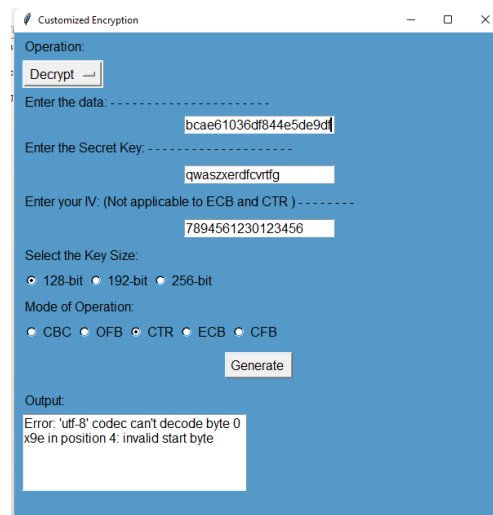 Customized Encryption
Operation:
Decrypt
Enter the data: - - - - - - - - - - - - - - - - - - - - - -
bcae61036df844e5de9df
Enter the Secret Key: - - - - - - - - - - - - - - - - - - - -
qwaszxerdfcvrtfg
Enter your IV: (Not applicable to ECB and CTR ) - - - - - - - -
7894561230123456
Select the Key Size:
128-bit 192-bit 256-bit
Mode of Operation:
CBC OFB CTR ECB CFB
Generate
Output:
Error: 'utf-8' codec can't decode byte 0
x9e in position 4: invalid start byte